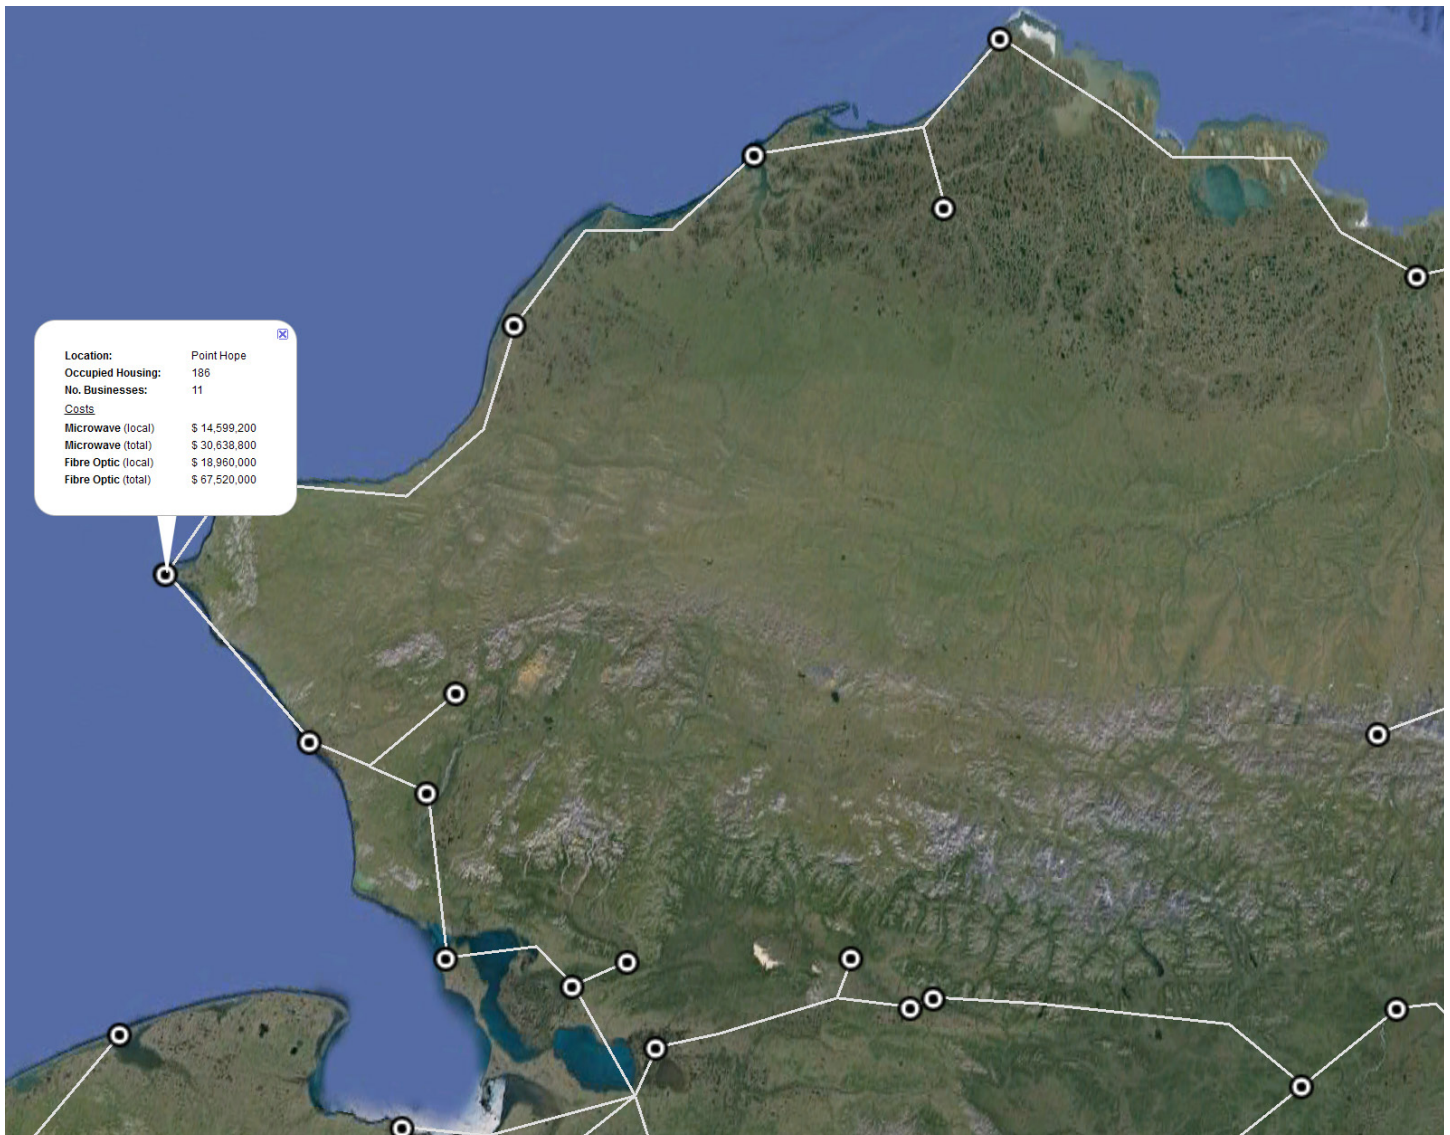 Location: Point Hope
Occupied Housing: 186
No. Businesses: 11
Costs
Microwave (local) $ 14,599,200
Microwave (total) $ 30,638,800
Fibre Optic (local) $ 18,960,000
Fibre Optic (total) $ 67,520,000